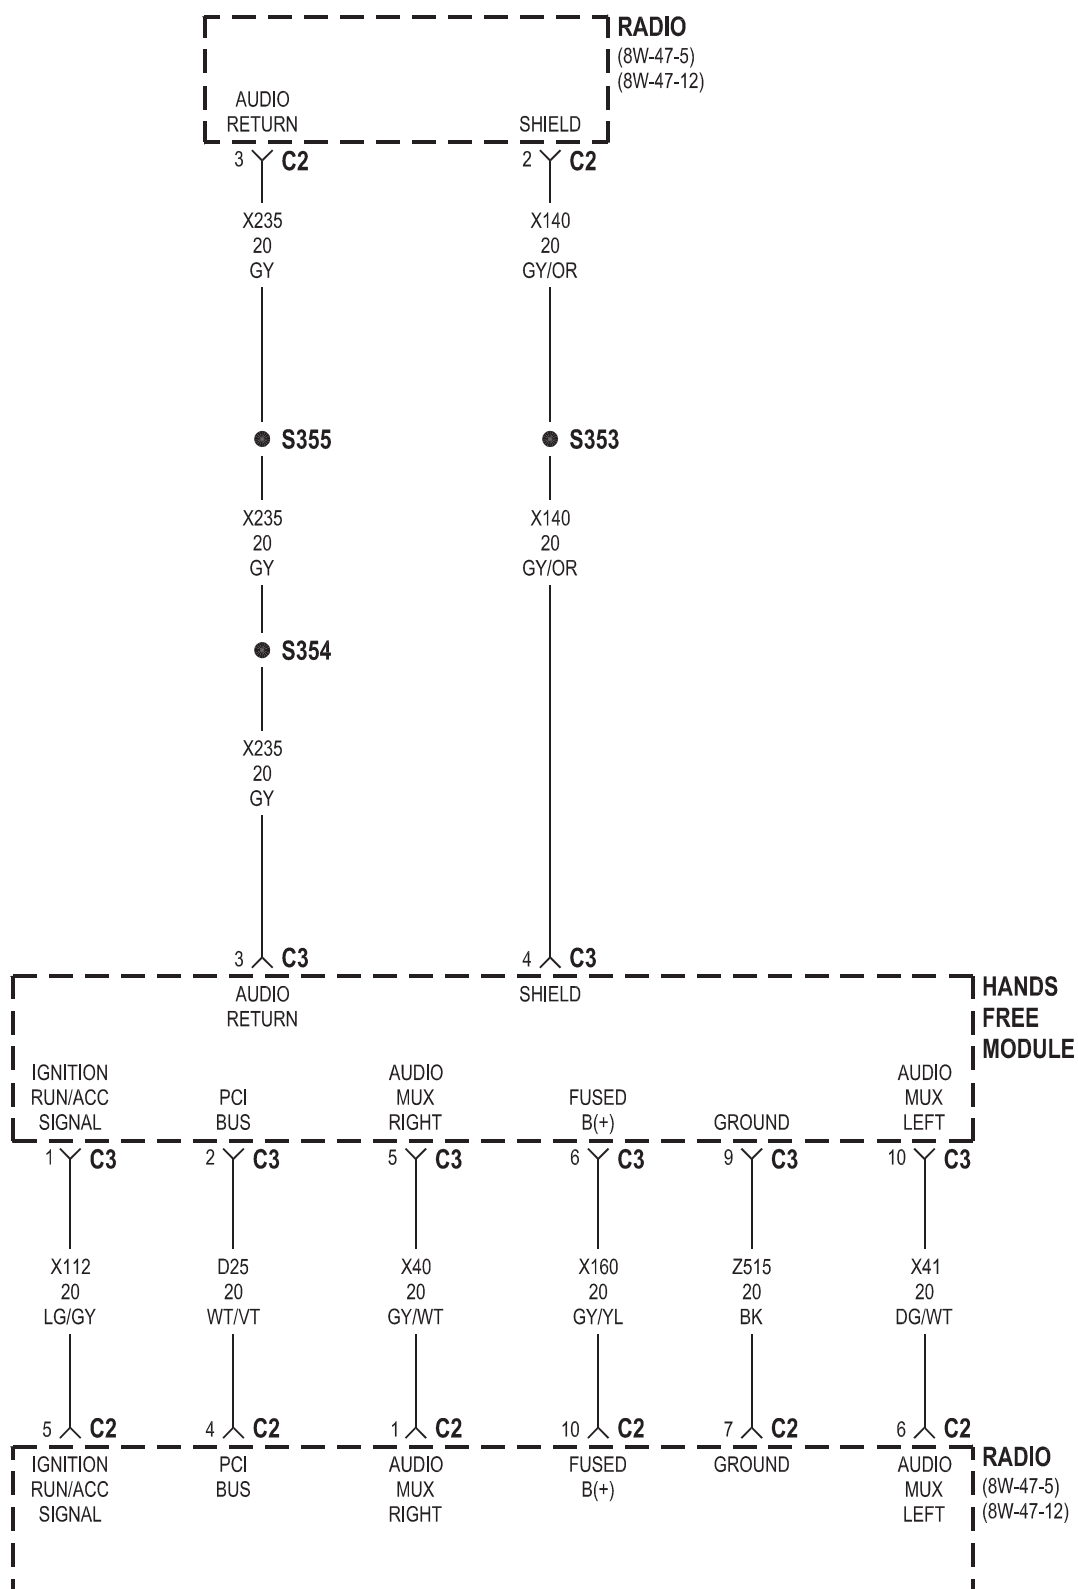 RADIO
(8W-47-5)
(8W-47-12)
AUDIO
RETURN
SHIELD
3 C2
2 C2
X235
20
GY
X140
20
GY/OR
S355
S353
X235
20
GY
X140
20
GY/OR
S354
X235
20
GY
3 C3
4 C3
AUDIO
RETURN
SHIELD
HANDS
FREE
MODULE
IGNITION
RUN/ACC
SIGNAL
PCI
BUS
AUDIO
MUX
RIGHT
FUSED
B(+)
GROUND
AUDIO
MUX
LEFT
1 C3
2 C3
5 C3
6 C3
9 C3
10 C3
X112
20
LG/GY
D25
20
WT/VT
X40
20
GY/WT
X160
20
GY/YL
Z515
20
BK
X41
20
DG/WT
5 C2
4 C2
1 C2
10 C2
7 C2
6 C2
IGNITION
RUN/ACC
SIGNAL
PCI
BUS
AUDIO
MUX
RIGHT
FUSED
B(+)
GROUND
AUDIO
MUX
LEFT
RADIO
(8W-47-5)
(8W-47-12)